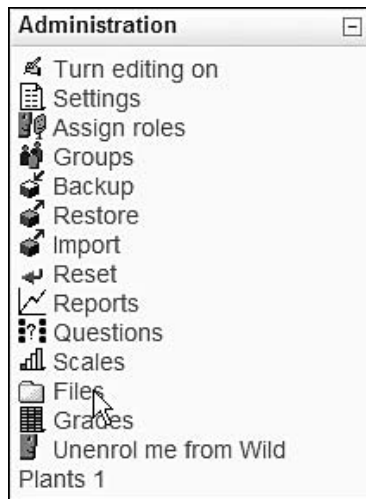 Administration
Turn editing on
Settings
Assign roles
Groups
Backup
Restore
Import
Reset
Reports
Questions
Scales
Files
Grades
Unenrol me from Wild
Plants 1